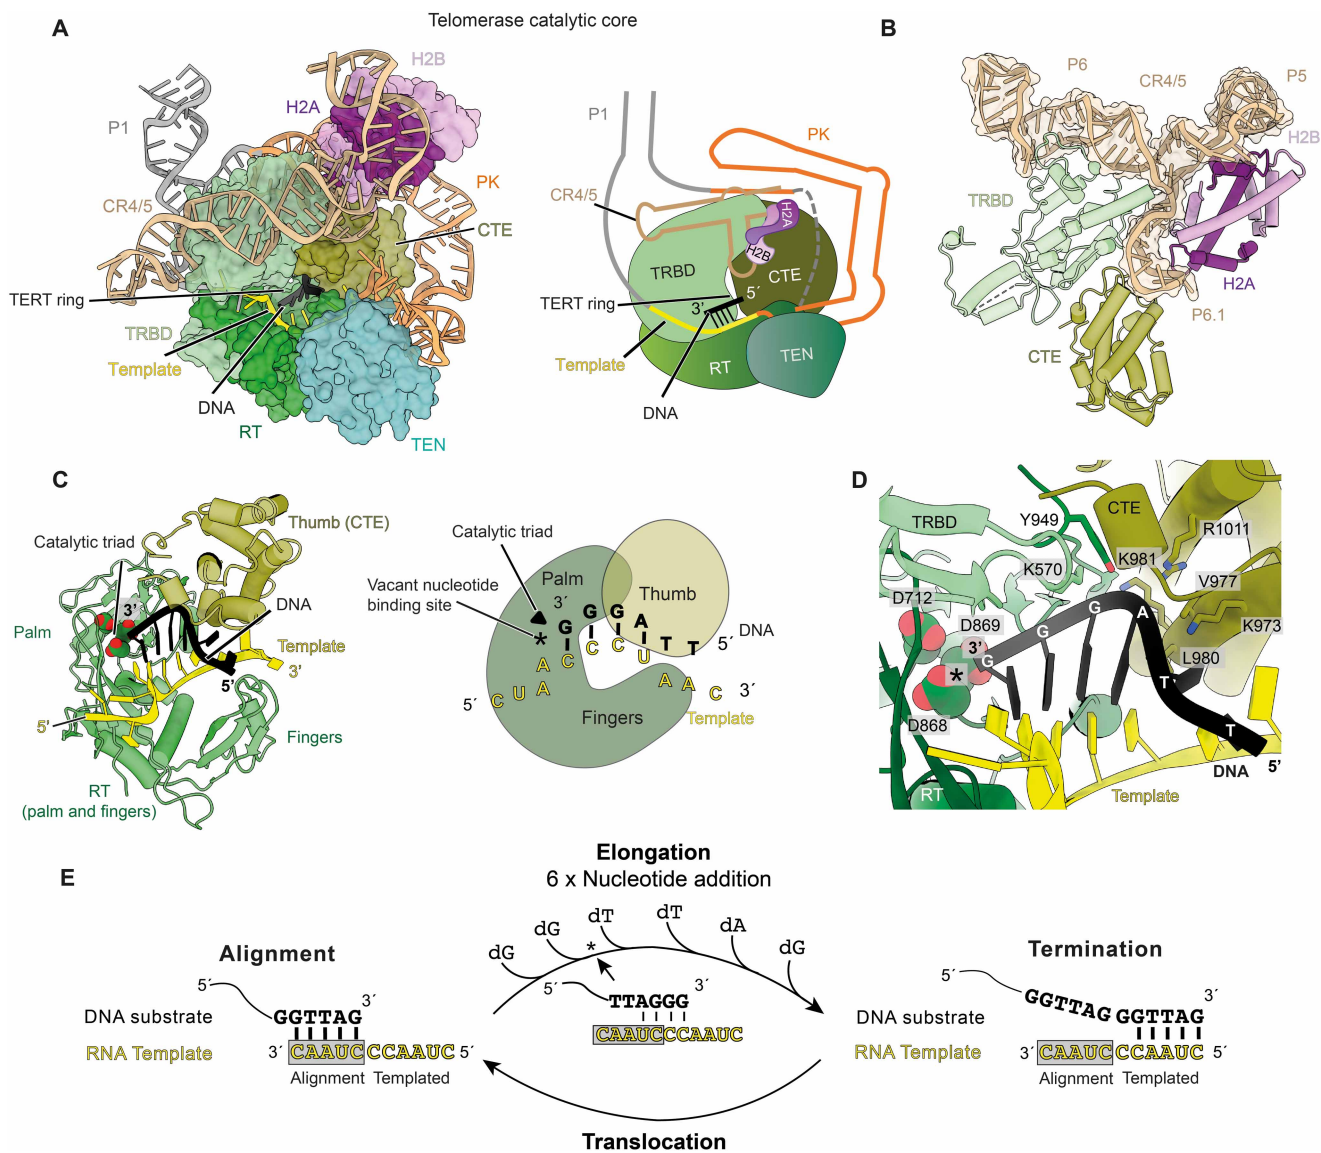 Telomerase catalytic core
A
H2B
H2A
P1
PK
CR4/5
CTE
TERT ring
TRBD
Template
DNA
RT
TEN
P1
PK
CR4/5
H2A
H2B
TRBD
CTE
TERT ring
5´
3´
Template
RT
TEN
DNA
B
P6
CR4/5
P5
H2B
TRBD
H2A
P6.1
CTE
C
Thumb (CTE)
Catalytic triad
3'
DNA
Palm
Template
3'
5'
5'
Fingers
RT
(palm and fingers)
Catalytic triad
Vacant nucleotide
binding site
Palm
Thumb
3´
G G G A T T
5´ DNA
*
5´ C U A A C C C U A A C 3´
Fingers
Template
D
TRBD
Y949
CTE
R1011
K981
K570
V977
D712
K973
D869
3'
L980
G G G A T T
*
D868
DNA 5'
Template
RT
E
Elongation
6 x Nucleotide addition
dG dG dT dT dA dG
*
5´ TTAGGG 3´
CAAUCCCAAUC
Alignment
5´
3´
DNA substrate GGTTAG
RNA Template 3´ CAAUCCCAAUC 5´
Alignment Templated
Termination
5´
3´
DNA substrate GGTTAG GGTTAG
RNA Template 3´ CAAUCCCAAUC 5´
Alignment Templated
Translocation